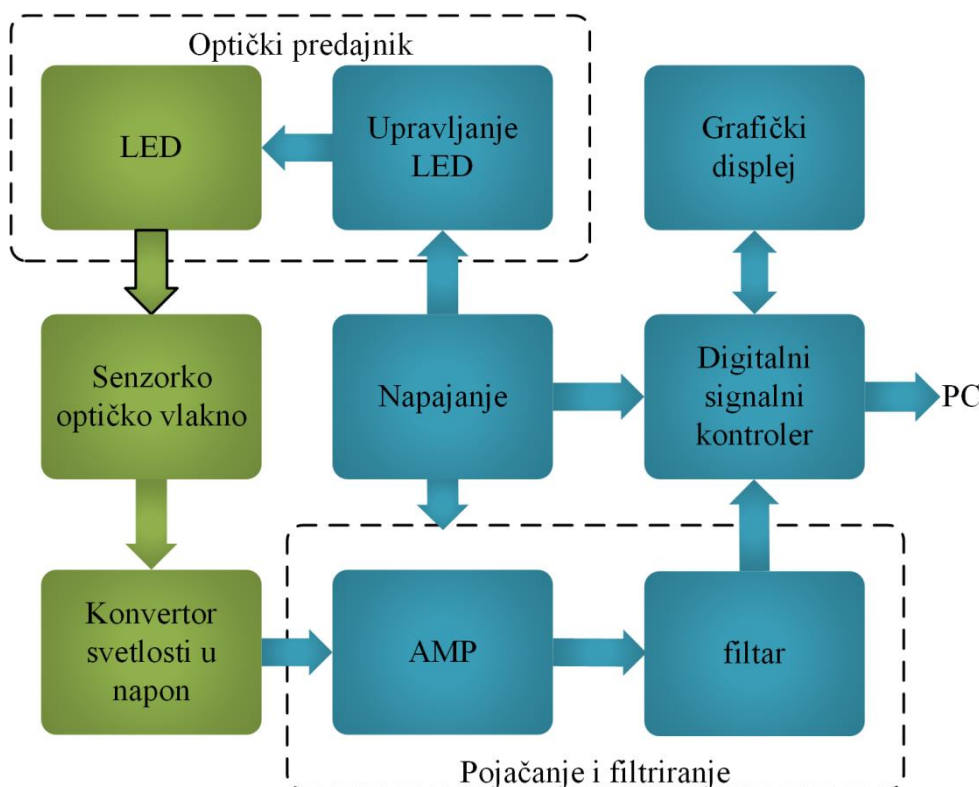 Optički predajnik
LED
Upravljanje
LED
Grafički
displej
Senzorko
optičko vlakno
Napajanje
Digitalni
signalni
kontroler
PC
Konvertor
svetlosti u
napon
AMP
filtar
Pojačanje i filtriranje